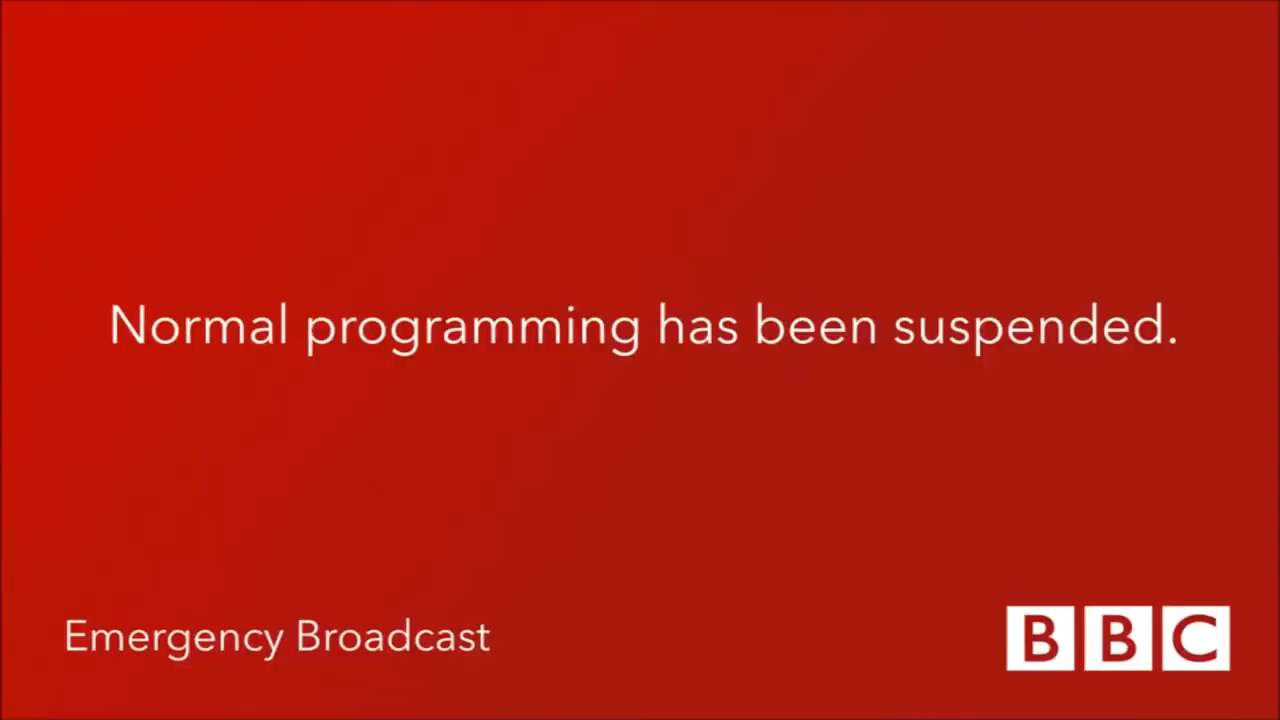 Normal programming has been suspended.
Emergency Broadcast
BBC